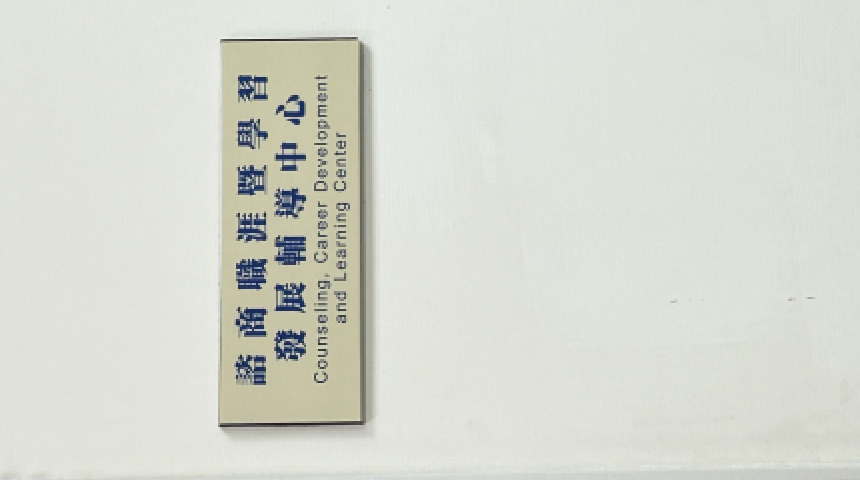 諮商職涯暨學習
發展輔導中心
Counseling, Career Development
and Learning Center